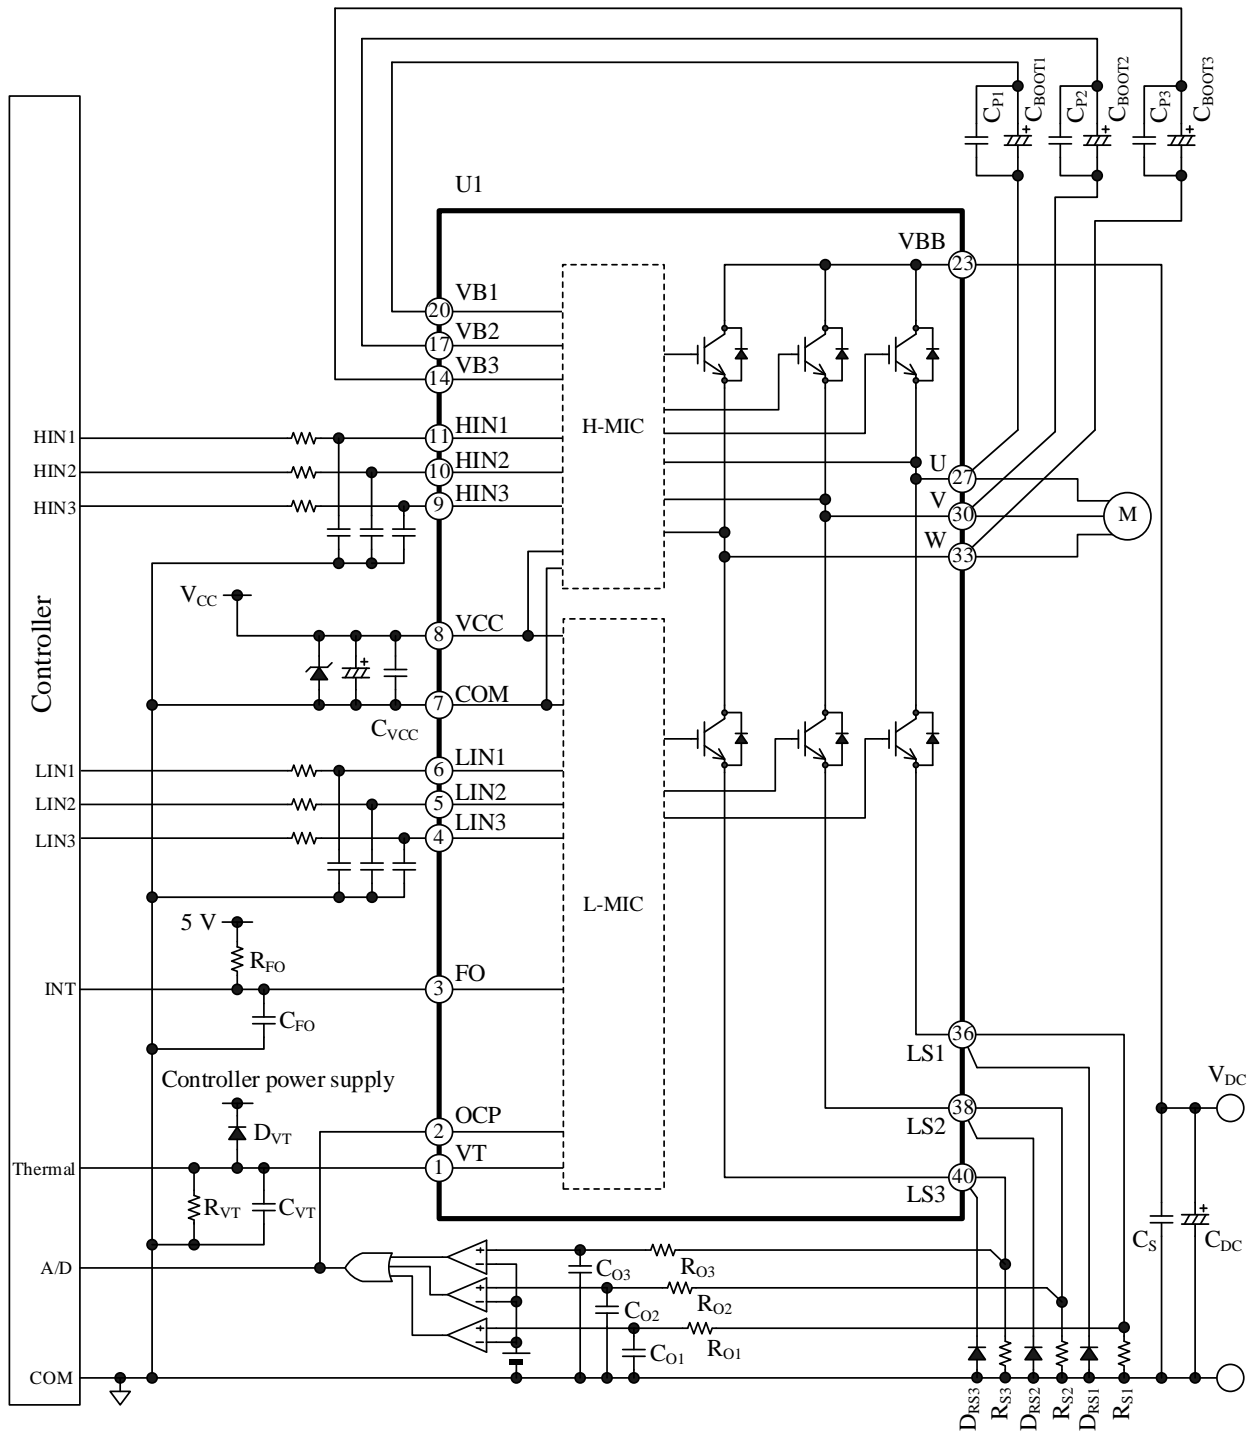 CP1
CBOOT1
CP2
CBOOT2
CP3
CBOOT3
U1
VBB
23
20
VB1
17
VB2
14
VB3
HIN1
11
HIN1
HIN2
10
HIN2
HIN3
9
HIN3
H-MIC
U
27
V
30
W
33
M
Controller
VCC
8
VCC
7
COM
CVCC
LIN1
6
LIN1
LIN2
5
LIN2
LIN3
4
LIN3
L-MIC
5 V
RFO
INT
3
FO
CFO
36
LS1
Controller power supply
VDC
DVT
2
OCP
38
LS2
Thermal
1
VT
40
LS3
RVT
CVT
CS
CDC
A/D
+
−
CO3
RO3
+
−
CO2
RO2
+
−
CO1
RO1
COM
DRS3
RS3
DRS2
RS2
DRS1
RS1